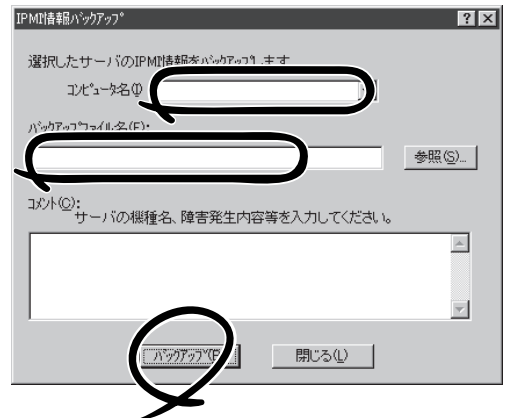 IPMI情報ﾊﾞｯｸｱｯﾌﾟ
選択したサーバのIPMI情報をﾊﾞｯｸｱｯﾌﾟします
ｺﾝﾋﾟｭｰﾀ名(I)
ﾊﾞｯｸｱｯﾌﾟﾌｧｲﾙ名(F):
参照(S)...
ｺﾒﾝﾄ(C):
サーバの機種名、障害発生内容等を入力してください。
ﾊﾞｯｸｱｯﾌﾟ(B
閉じる(L)